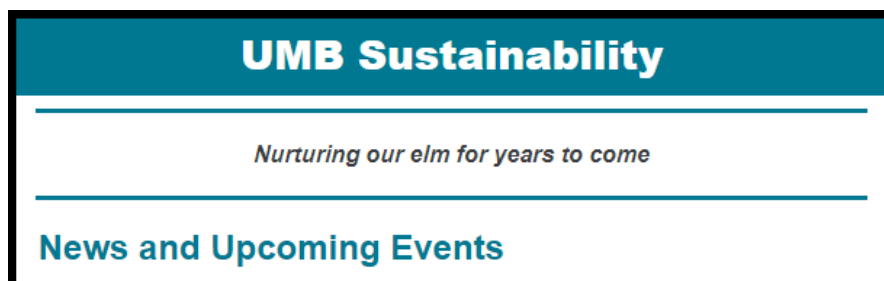 UMB Sustainability
Nurturing our elm for years to come
News and Upcoming Events